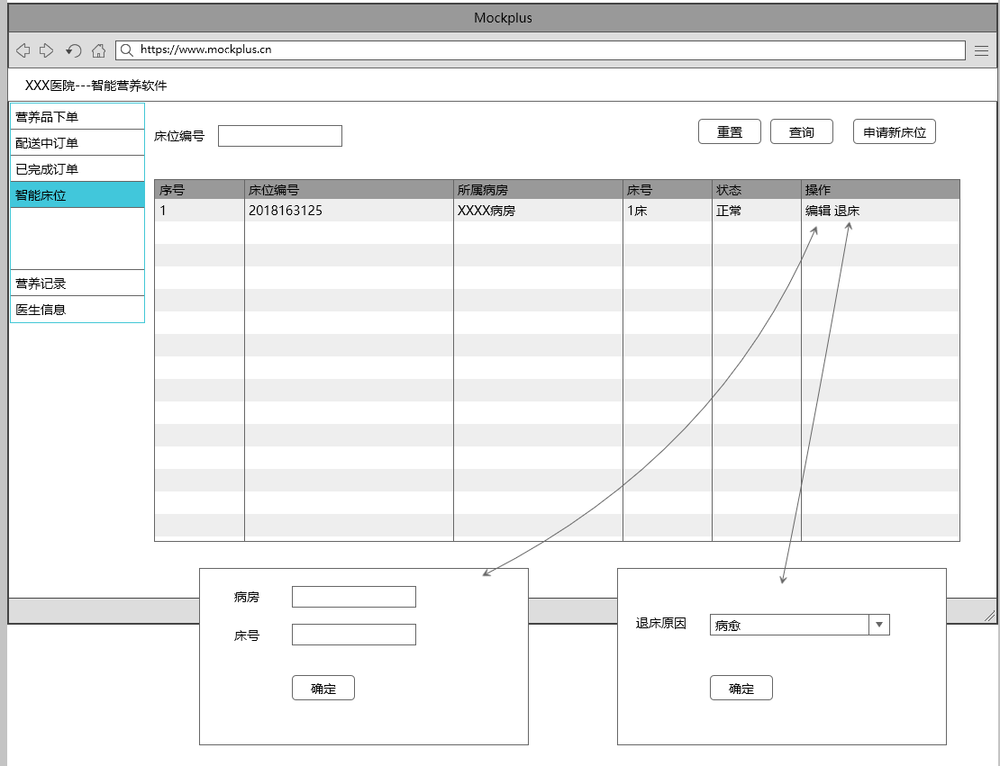 Mockplus
https://www.mockplus.cn
XXX医院---智能营养软件
营养品下单
配送中订单
已完成订单
智能床位
营养记录
医生信息
床位编号
重置 查询 申请新床位
序号 床位编号 所属病房 床号 状态 操作
1 2018163125 XXXX病房 1床 正常 编辑 退床
病房
床号
确定
退床原因 病愈
确定